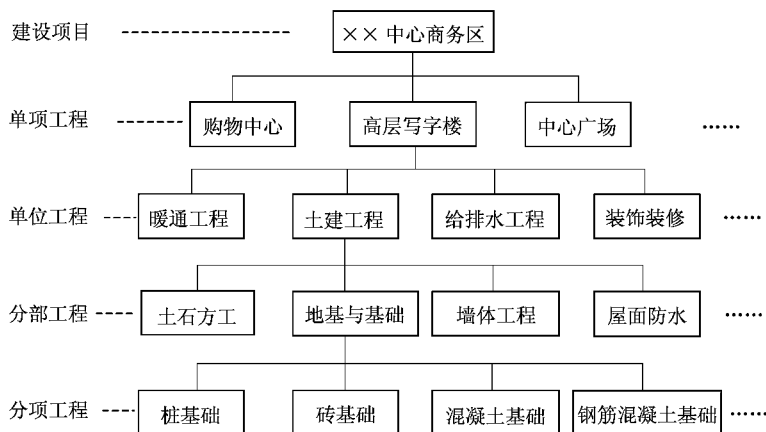 建设项目 ×× 中心商务区
单项工程 购物中心 高层写字楼 中心广场 ……
单位工程 暖通工程 土建工程 给排水工程 装饰装修 ……
分部工程 土石方工 地基与基础 墙体工程 屋面防水 ……
分项工程 桩基础 砖基础 混凝土基础 钢筋混凝土基础 ……